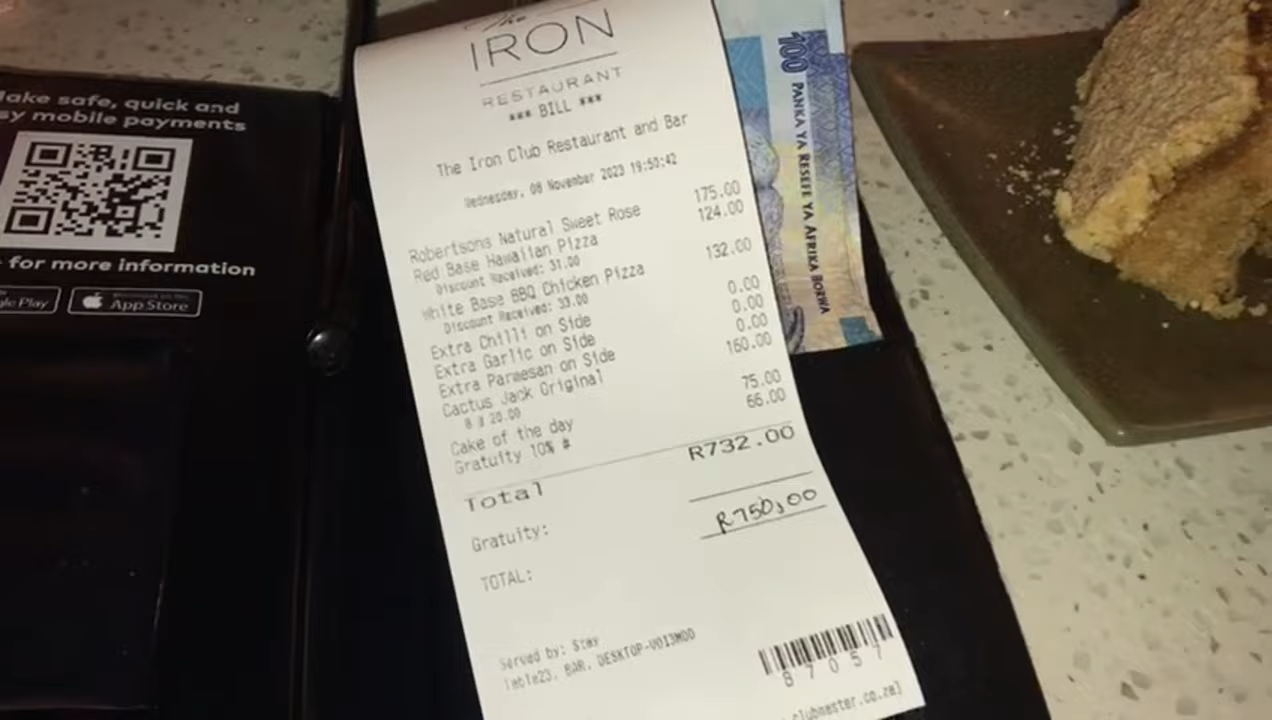 Make safe, quick and
easy mobile payments
for more information
Google Play
App Store
The
IRON
RESTAURANT
*** BILL ***
The Iron Club Restaurant and Bar
Wednesday, 08 November 2023 19:50:42
Robertsons Natural Sweet Rose 175.00
Red Base Hawaiian Pizza 124.00
Discount Received: 31.00
White Base BBQ Chicken Pizza 132.00
Discount Received: 33.00
Extra Chilli on Side 0.00
Extra Garlic on Side 0.00
Extra Parmesan on Side 0.00
Cactus Jack Original 160.00
8 @ 20.00
Cake of the day 75.00
Gratuity 10% # 66.00
Total R732.00
Gratuity:
TOTAL: R750,00
Served by: Stay
Table23, BAR, DESKTOP-V013MOD
87057
clubmaster.co.za]
100 PANKA YA RESEFE YA AFRIKA BORWA